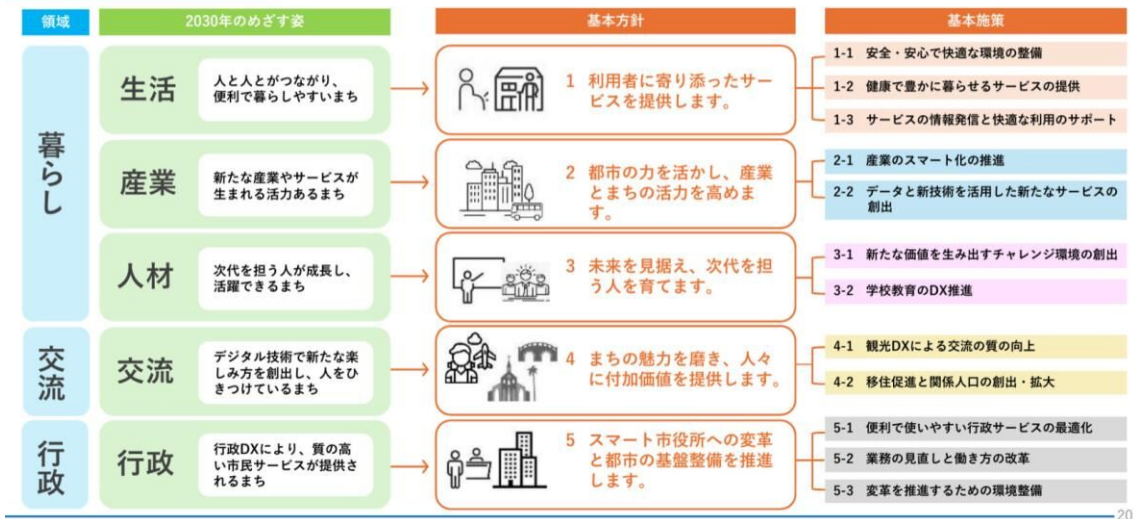 領域
2030年のめざす姿
基本方針
基本施策
暮らし
生活
人と人とがつながり、
便利で暮らしやすいまち
1 利用者に寄り添ったサー
ビスを提供します。
1-1 安全・安心で快適な環境の整備
1-2 健康で豊かに暮らせるサービスの提供
1-3 サービスの情報発信と快適な利用のサポート
産業
新たな産業やサービスが
生まれる活力あるまち
2 都市の力を活かし、産業
とまちの活力を高めま
す。
2-1 産業のスマート化の推進
2-2 データと新技術を活用した新たなサービスの
創出
人材
次代を担う人が成長し、
活躍できるまち
3 未来を見据え、次代を担
う人を育てます。
3-1 新たな価値を生み出すチャレンジ環境の創出
3-2 学校教育のDX推進
交流
交流
デジタル技術で新たな楽
しみ方を創出し、人をひ
きつけているまち
4 まちの魅力を磨き、人々
に付加価値を提供します。
4-1 観光DXによる交流の質の向上
4-2 移住促進と関係人口の創出・拡大
行政
行政
行政DXにより、質の高
い市民サービスが提供さ
れるまち
5 スマート市役所への変革
と都市の基盤整備を推進
します。
5-1 便利で使いやすい行政サービスの最適化
5-2 業務の見直しと働き方の改革
5-3 変革を推進するための環境整備
20